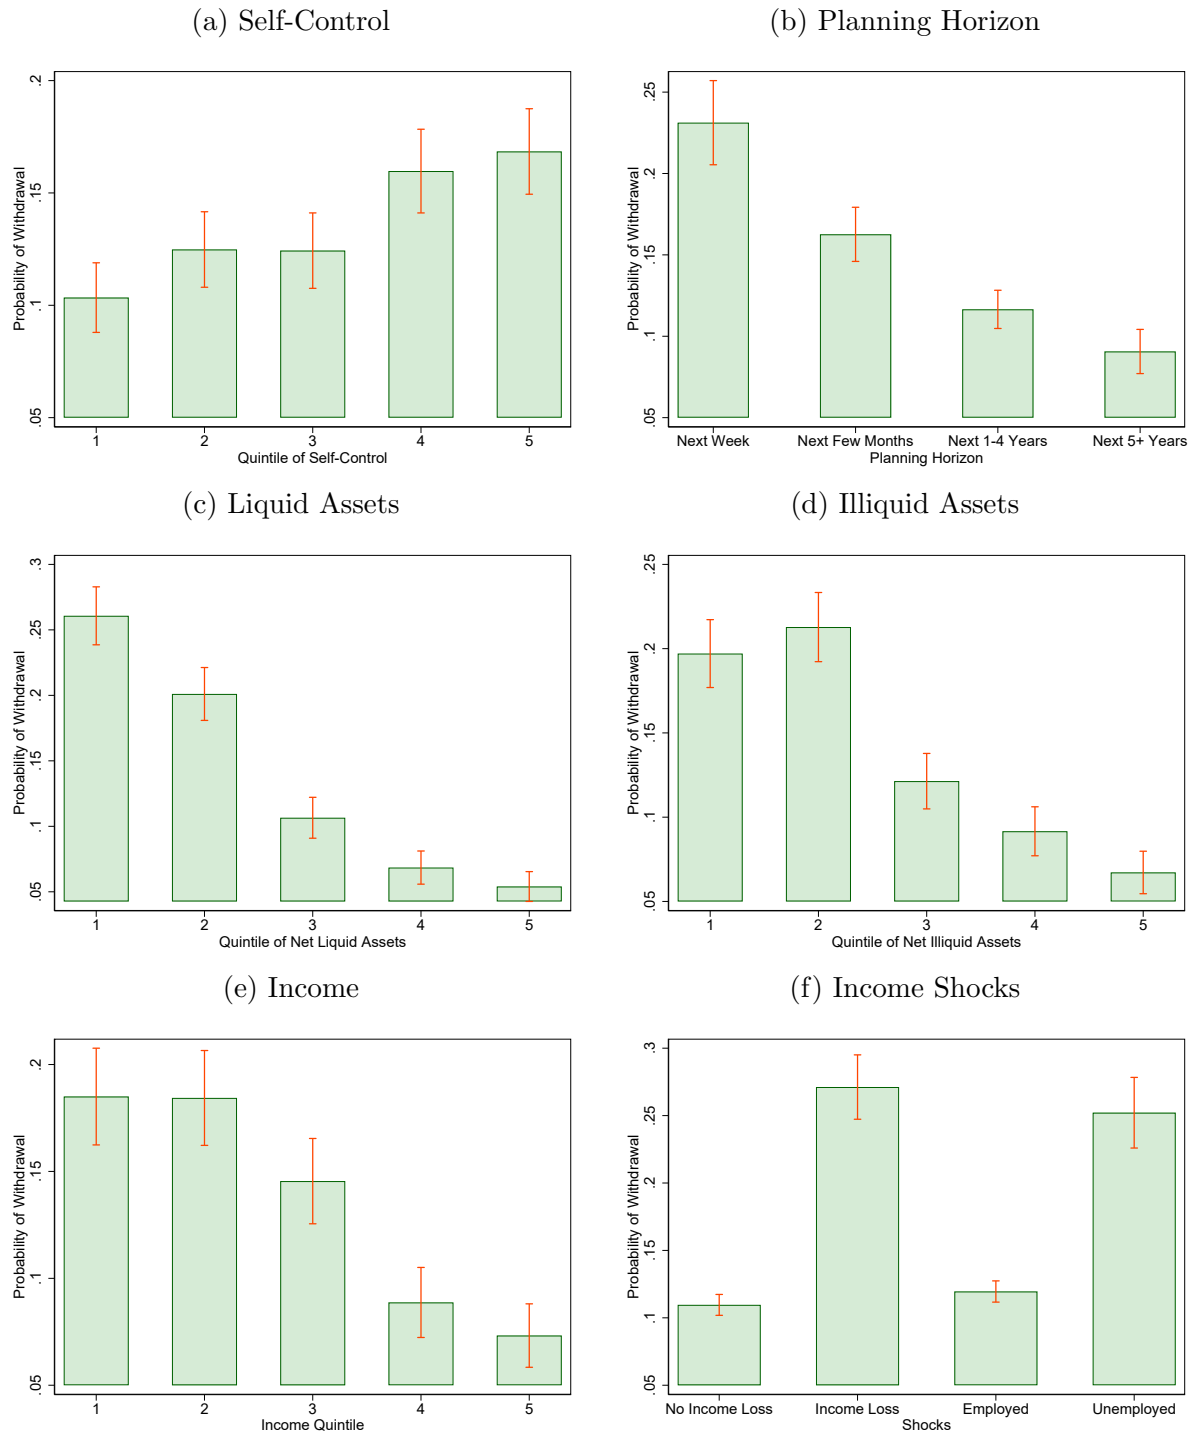 (a) Self-Control
(b) Planning Horizon
Probability of Withdrawal
.05
.1
.15
.2
1
2
3
4
5
Quintile of Self-Control
Probability of Withdrawal
.05
.1
.15
.2
.25
Next Week
Next Few Months
Next 1-4 Years
Next 5+ Years
Planning Horizon
(c) Liquid Assets
(d) Illiquid Assets
Probability of Withdrawal
.05
.1
.15
.2
.25
.3
1
2
3
4
5
Quintile of Net Liquid Assets
Probability of Withdrawal
.05
.1
.15
.2
.25
1
2
3
4
5
Quintile of Net Illiquid Assets
(e) Income
(f) Income Shocks
Probability of Withdrawal
.05
.1
.15
.2
1
2
3
4
5
Income Quintile
Probability of Withdrawal
.05
.1
.15
.2
.25
.3
No Income Loss
Income Loss
Employed
Unemployed
Shocks